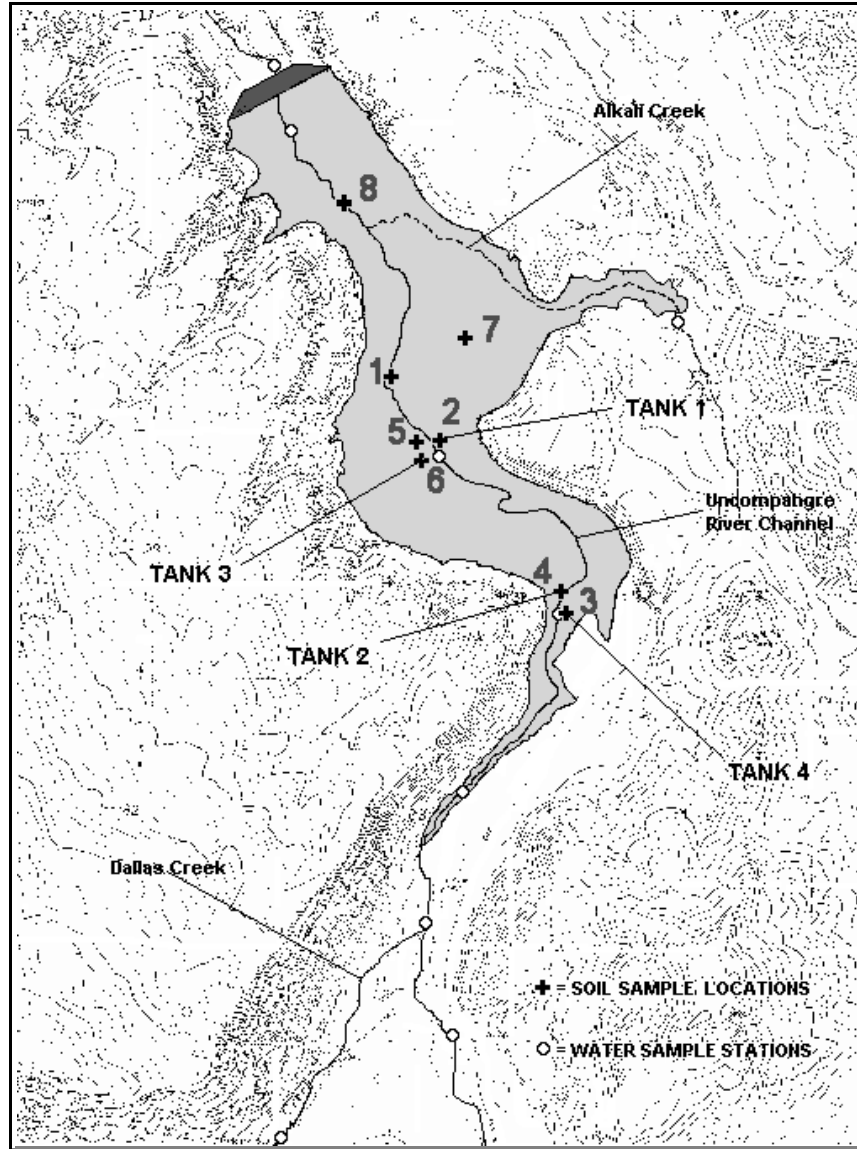 Alkali Creek
8
7
1
2
TANK 1
5
6
Uncompahgre
River Channel
TANK 3
4
3
TANK 2
TANK 4
Dallas Creek
= SOIL SAMPLE LOCATIONS
= WATER SAMPLE STATIONS